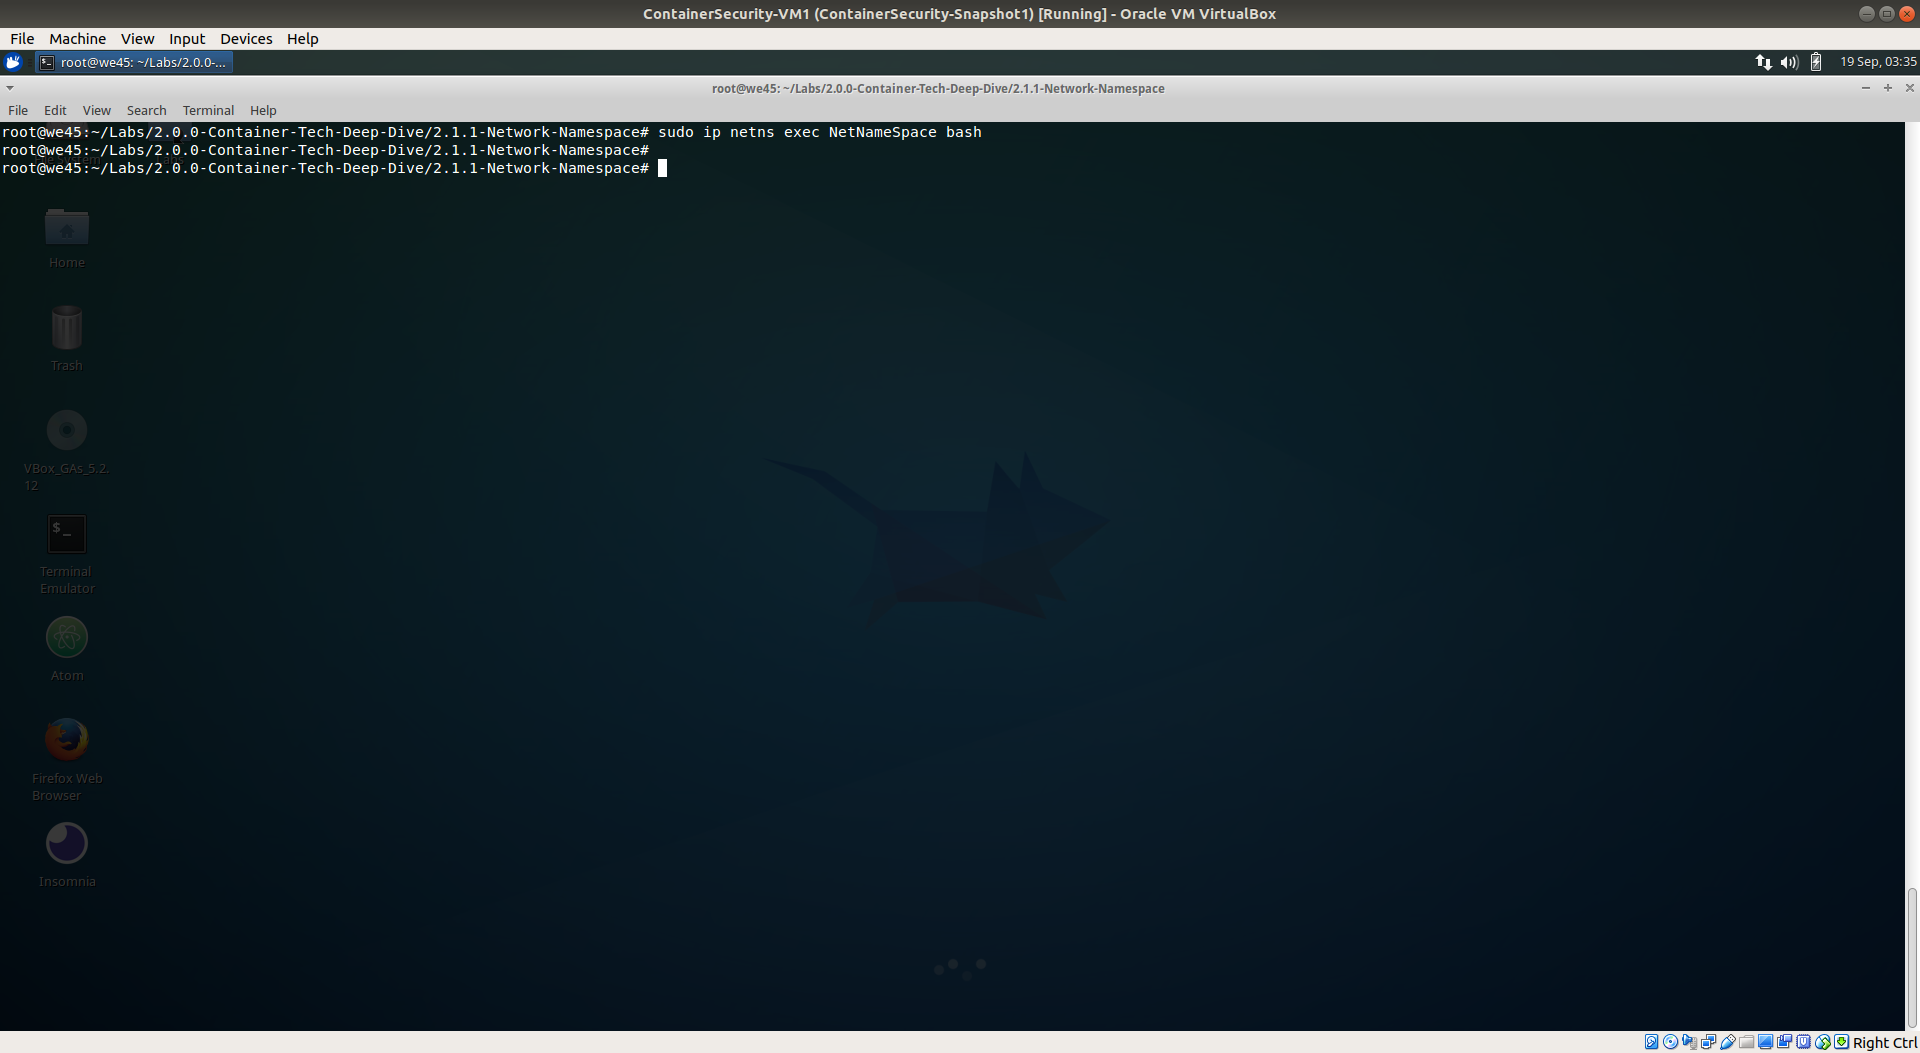 ContainerSecurity-VM1 (ContainerSecurity-Snapshot1) [Running] - Oracle VM VirtualBox
File Machine View Input Devices Help
root@we45: ~/Labs/2.0.0-...
19 Sep, 03:35
root@we45: ~/Labs/2.0.0-Container-Tech-Deep-Dive/2.1.1-Network-Namespace
File Edit View Search Terminal Help
root@we45:~/Labs/2.0.0-Container-Tech-Deep-Dive/2.1.1-Network-Namespace# sudo ip netns exec NetNameSpace bash
root@we45:~/Labs/2.0.0-Container-Tech-Deep-Dive/2.1.1-Network-Namespace#
root@we45:~/Labs/2.0.0-Container-Tech-Deep-Dive/2.1.1-Network-Namespace#
Home
Trash
VBox_GAs_5.2.
12
$_
Terminal
Emulator
Atom
Firefox Web
Browser
Insomnia
Right Ctrl